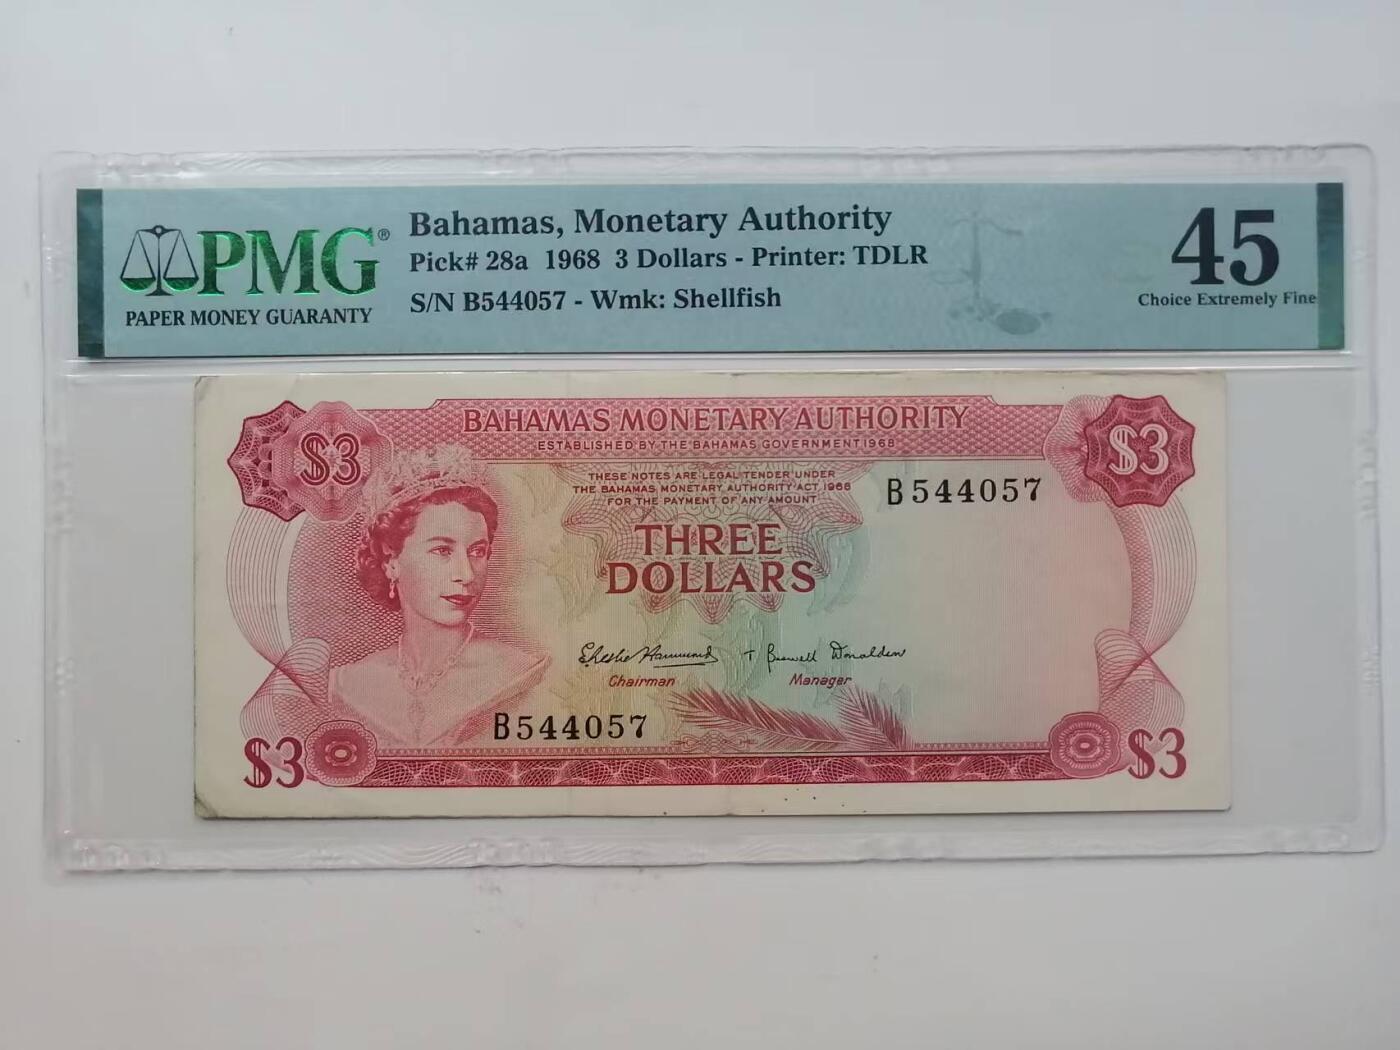 PMG®
PAPER MONEY GUARANTY
Bahamas, Monetary Authority
Pick# 28a 1968 3 Dollars - Printer: TDLR
S/N B544057 - Wmk: Shellfish
45
Choice Extremely Fine
$3
BAHAMAS MONETARY AUTHORITY
$3
ESTABLISHED BY THE BAHAMAS GOVERNMENT 1968
THESE NOTES ARE LEGAL TENDER UNDER
THE BAHAMAS MONETARY AUTHORITY ACT, 1968
FOR THE PAYMENT OF ANY AMOUNT
B544057
THREE
DOLLARS
T Donaldson
Chairman
Manager
B544057
$3
$3